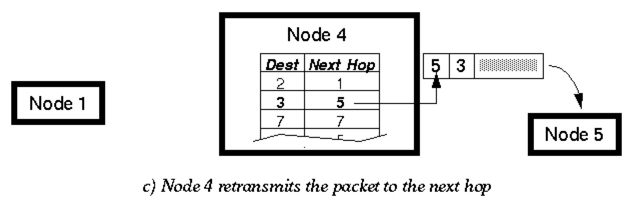 Node 4
Dest Next Hop
2 1
3 5
7 7
5 3
Node 1
Node 5
c) Node 4 retransmits the packet to the next hop